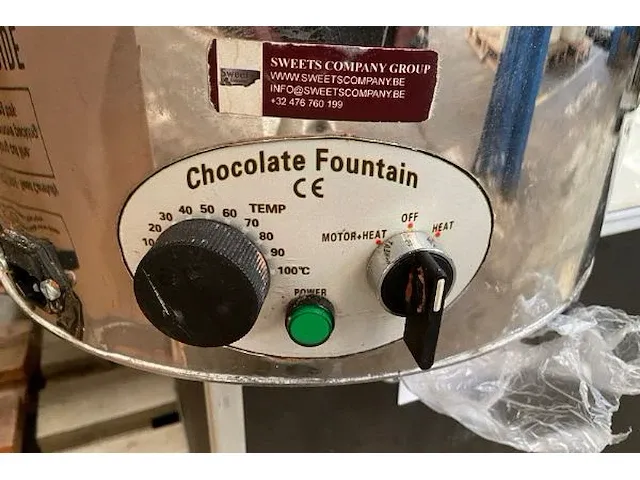 SWEETS COMPANY GROUP
WWW.SWEETSCOMPANY.BE
INFO@SWEETSCOMPANY.BE
+32 476 760 199
Sweets
Chocolate Fountain
CE
TEMP
10 20 30 40 50 60 70 80 90 100°C
MOTOR+HEAT OFF HEAT
POWER